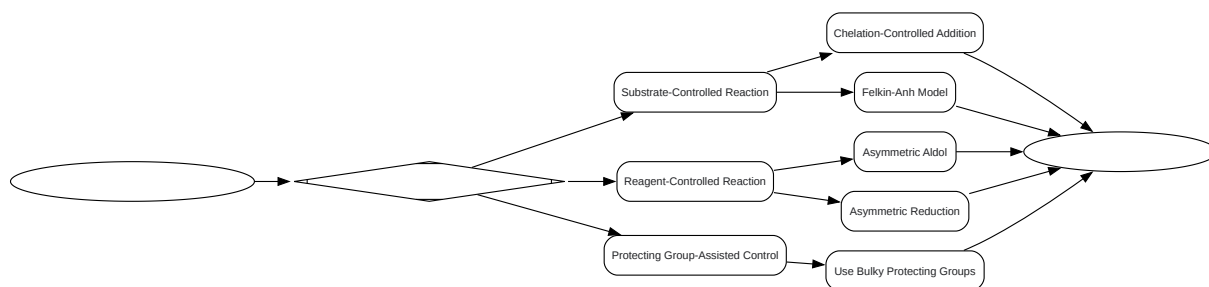 Chelation-Controlled Addition
Substrate-Controlled Reaction
Felkin-Anh Model
Asymmetric Aldol
Reagent-Controlled Reaction
Asymmetric Reduction
Protecting Group-Assisted Control
Use Bulky Protecting Groups